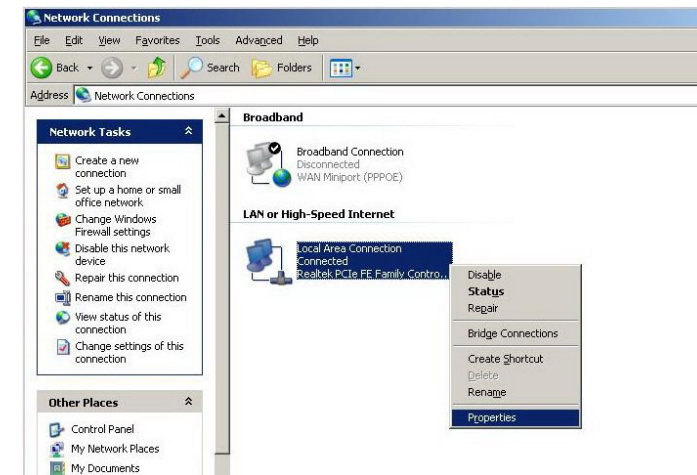 Network Connections
File Edit View Favorites Tools Advanced Help
Back Search Folders
Address Network Connections
Network Tasks
Create a new
connection
Set up a home or small
office network
Change Windows
Firewall settings
Disable this network
device
Repair this connection
Rename this connection
View status of this
connection
Change settings of this
connection
Other Places
Control Panel
My Network Places
My Documents
Broadband
Broadband Connection
Disconnected
WAN Miniport (PPPOE)
LAN or High-Speed Internet
Local Area Connection
Connected
Realtek PCIe FE Family Contro...
Disable
Status
Repair
Bridge Connections
Create Shortcut
Delete
Rename
Properties